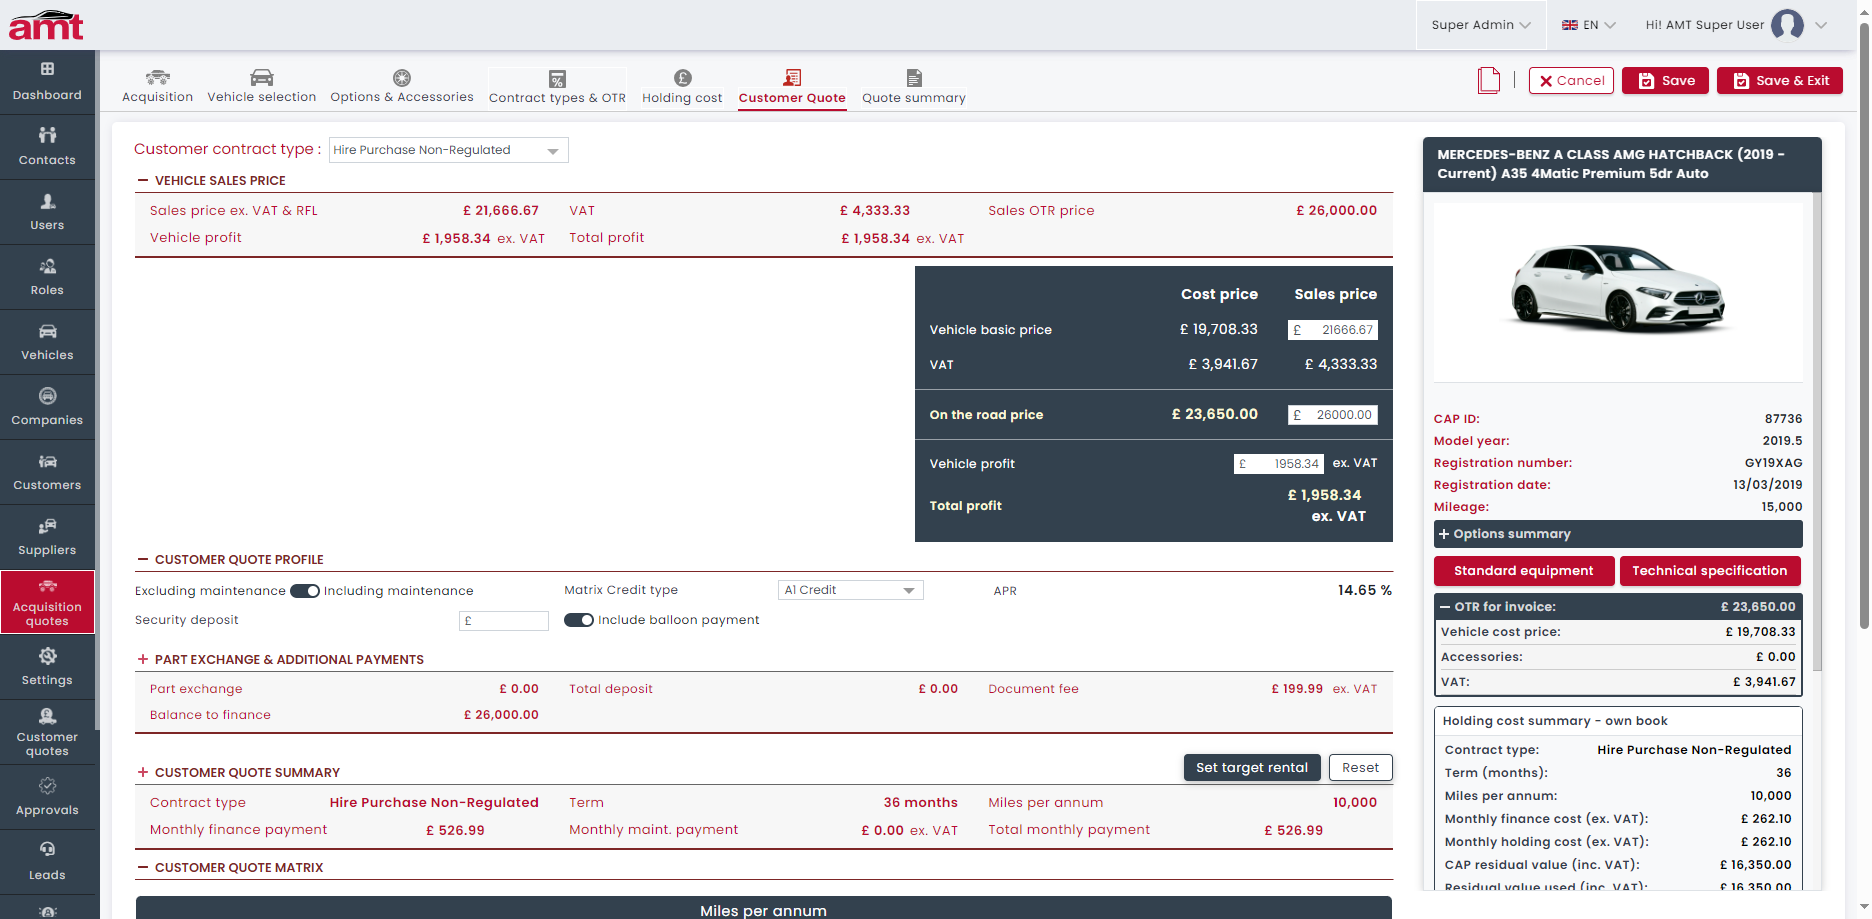 amt
Super Admin
EN
Hi! AMT Super User
Dashboard
Contacts
Users
Roles
Vehicles
Companies
Customers
Suppliers
Acquisition
quotes
Settings
Customer
quotes
Approvals
Leads
Acquisition
Vehicle selection
Options & Accessories
Contract types & OTR
Holding cost
Customer Quote
Quote summary
Cancel
Save
Save & Exit
Customer contract type : Hire Purchase Non-Regulated
VEHICLE SALES PRICE
Sales price ex. VAT & RFL £ 21,666.67 VAT £ 4,333.33 Sales OTR price £ 26,000.00
Vehicle profit £ 1,958.34 ex. VAT Total profit £ 1,958.34 ex. VAT
Cost price Sales price
Vehicle basic price £ 19,708.33 £ 21666.67
VAT £ 3,941.67 £ 4,333.33
On the road price £ 23,650.00 £ 26000.00
Vehicle profit £ 1958.34 ex. VAT
Total profit £ 1,958.34
ex. VAT
CUSTOMER QUOTE PROFILE
Excluding maintenance Including maintenance Matrix Credit type A1 Credit APR 14.65 %
Security deposit £ Include balloon payment
PART EXCHANGE & ADDITIONAL PAYMENTS
Part exchange £ 0.00 Total deposit £ 0.00 Document fee £ 199.99 ex. VAT
Balance to finance £ 26,000.00
CUSTOMER QUOTE SUMMARY Set target rental Reset
Contract type Hire Purchase Non-Regulated Term 36 months Miles per annum 10,000
Monthly finance payment £ 526.99 Monthly maint. payment £ 0.00 ex. VAT Total monthly payment £ 526.99
CUSTOMER QUOTE MATRIX
Miles per annum
MERCEDES-BENZ A CLASS AMG HATCHBACK (2019 -
Current) A35 4Matic Premium 5dr Auto
CAP ID: 87736
Model year: 2019.5
Registration number: GY19XAG
Registration date: 13/03/2019
Mileage: 15,000
+ Options summary
Standard equipment Technical specification
OTR for invoice: £ 23,650.00
Vehicle cost price: £ 19,708.33
Accessories: £ 0.00
VAT: £ 3,941.67
Holding cost summary - own book
Contract type: Hire Purchase Non-Regulated
Term (months): 36
Miles per annum: 10,000
Monthly finance cost (ex. VAT): £ 262.10
Monthly holding cost (ex. VAT): £ 262.10
CAP residual value (inc. VAT): £ 16,350.00
Residual value used (inc. VAT): £ 16,350.00